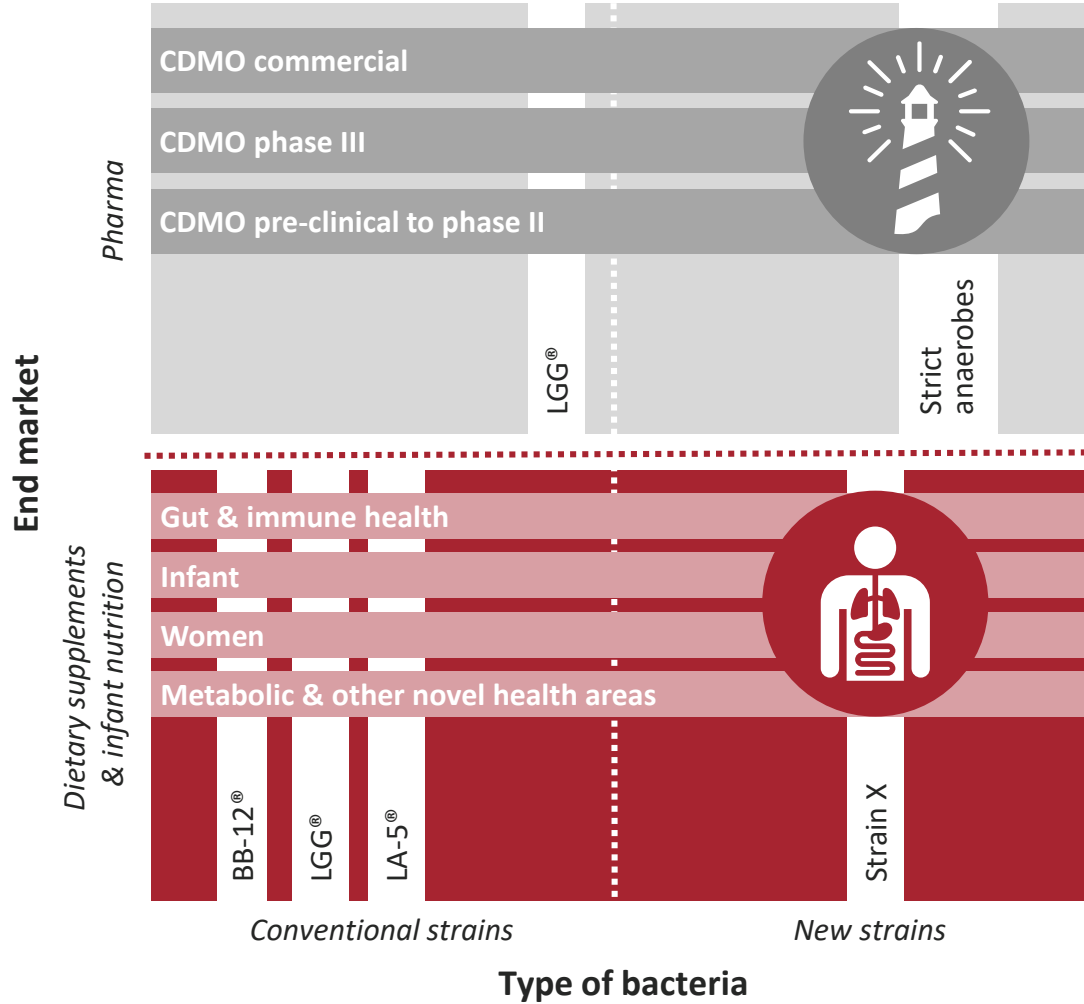 CDMO commercial
CDMO phase III
CDMO pre-clinical to phase II
Pharma
LGG®
Strict
anaerobes
End market
Gut & immune health
Infant
Women
Metabolic & other novel health areas
Dietary supplements
& infant nutrition
BB-12®
LGG®
LA-5®
Strain X
Conventional strains
New strains
Type of bacteria